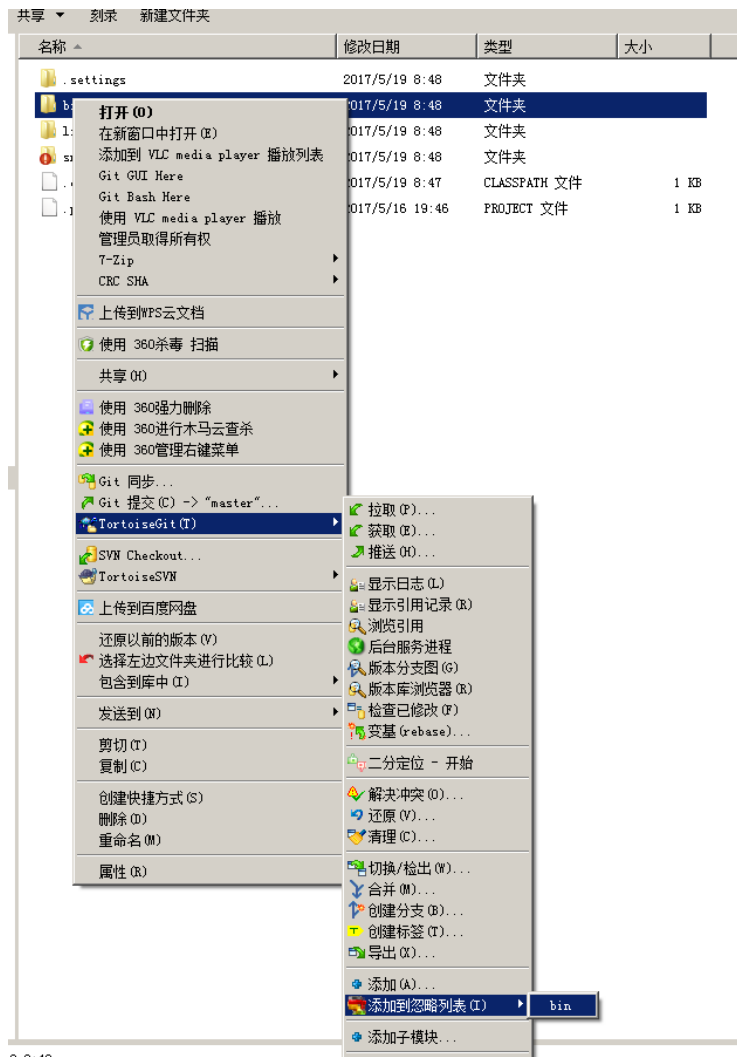 共享 刻录 新建文件夹
名称 修改日期 类型 大小
.settings 2017/5/19 8:48 文件夹
2017/5/19 8:48 文件夹
2017/5/19 8:48 文件夹
2017/5/19 8:48 文件夹
2017/5/19 8:47 CLASSPATH 文件 1 KB
2017/5/16 19:46 PROJECT 文件 1 KB
打开(O)
在新窗口中打开(E)
添加到 VLC media player 播放列表
Git GUI Here
Git Bash Here
使用 VLC media player 播放
管理员取得所有权
7-Zip
CRC SHA
上传到WPS云文档
使用 360杀毒 扫描
共享(H)
使用 360强力删除
使用 360进行木马云查杀
使用 360管理右键菜单
Git 同步...
Git 提交(C) -> "master"...
TortoiseGit(T)
SVN Checkout...
TortoiseSVN
上传到百度网盘
还原以前的版本(V)
选择左边文件夹进行比较(L)
包含到库中(I)
发送到(N)
剪切(T)
复制(C)
创建快捷方式(S)
删除(D)
重命名(M)
属性(R)
拉取(P)...
获取(E)...
推送(H)...
显示日志(L)
显示引用记录(R)
浏览引用
后台服务进程
版本分支图(G)
版本库浏览器(R)
检查已修改(F)
变基(rebase)...
二分定位 - 开始
解决冲突(O)...
还原(V)...
清理(C)...
切换/检出(W)...
合并(M)...
创建分支(B)...
创建标签(T)...
导出(X)...
添加(A)...
添加到忽略列表(I) bin
添加子模块...